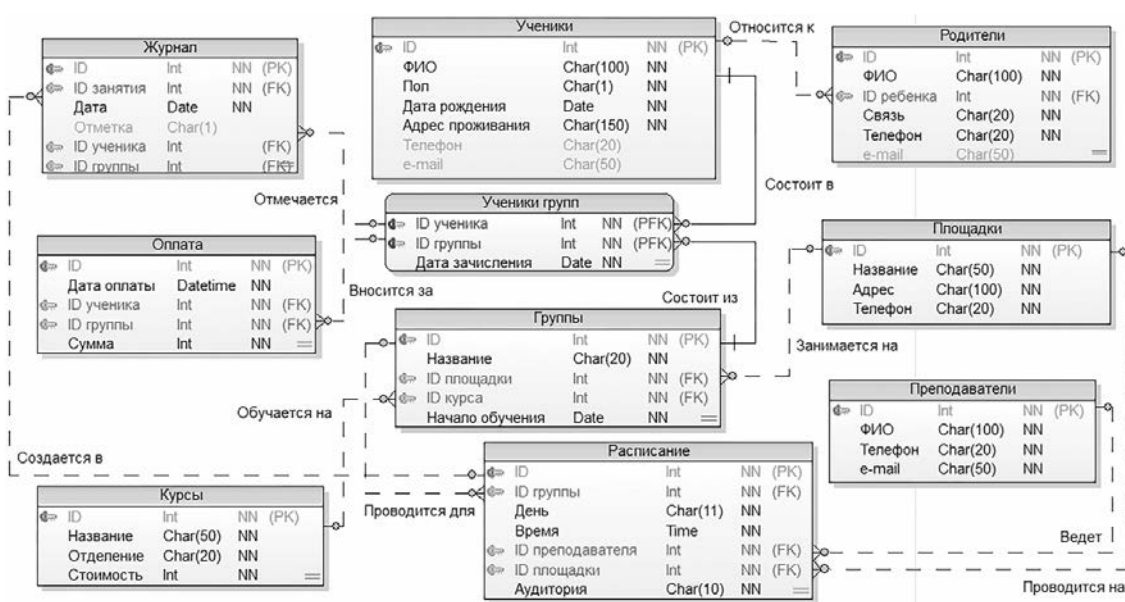 Журнал
ID Int NN (PK)
ID занятия Int NN (FK)
Дата Date NN
Отметка Char(1)
ID ученика Int (FK)
ID группы Int (FK)
Ученики
ID Int NN (PK)
ФИО Char(100) NN
Пол Char(1) NN
Дата рождения Date NN
Адрес проживания Char(150) NN
Телефон Char(20)
e-mail Char(50)
Относится к
Родители
ID Int NN (PK)
ФИО Char(100) NN
ID ребенка Int NN (FK)
Связь Char(20) NN
Телефон Char(20) NN
e-mail Char(50)
Отмечается
Состоит в
Ученики групп
ID ученика Int NN (PFK)
ID группы Int NN (PFK)
Дата зачисления Date NN
Оплата
ID Int NN (PK)
Дата оплаты Datetime NN
ID ученика Int NN (FK)
ID группы Int NN (FK)
Сумма Int NN
Вносится за
Состоит из
Площадки
ID Int NN (PK)
Название Char(50) NN
Адрес Char(100) NN
Телефон Char(20) NN
Группы
ID Int NN (PK)
Название Char(20) NN
ID площадки Int NN (FK)
ID курса Int NN (FK)
Начало обучения Date NN
Занимается на
Обучается на
Преподаватели
ID Int NN (PK)
ФИО Char(100) NN
Телефон Char(20) NN
e-mail Char(50) NN
Создается в
Курсы
ID Int NN (PK)
Название Char(50) NN
Отделение Char(20) NN
Стоимость Int NN
Проводится для
Расписание
ID Int NN (PK)
ID группы Int NN (FK)
День Char(11) NN
Время Time NN
ID преподавателя Int NN (FK)
ID площадки Int NN (FK)
Аудитория Char(10) NN
Ведет
Проводится на